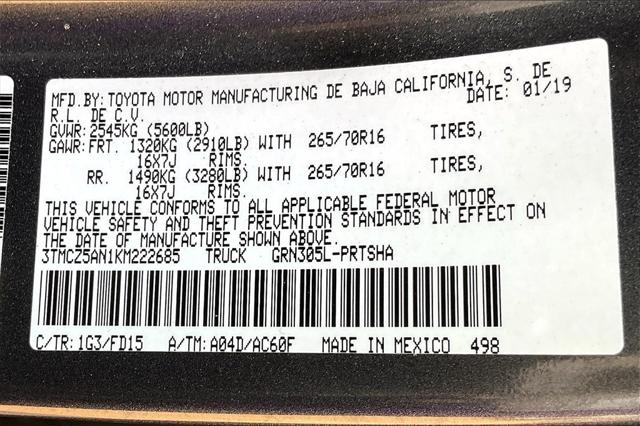 MFD.BY:TOYOTA MOTOR MANUFACTURING DE BAJA CALIFORNIA, S. DE
R.L. DE C.V. DATE: 01/19
GVWR:2545KG (5600LB)
GAWR:FRT. 1320KG (2910LB) WITH 265/70R16 TIRES,
16X7J RIMS.
RR. 1490KG (3280LB) WITH 265/70R16 TIRES,
16X7J RIMS.
THIS VEHICLE CONFORMS TO ALL APPLICABLE FEDERAL MOTOR
VEHICLE SAFETY AND THEFT PREVENTION STANDARDS IN EFFECT ON
THE DATE OF MANUFACTURE SHOWN ABOVE.
3TMCZ5AN1KM222685 TRUCK GRN305L-PRTSHA
C/TR:1G3/FD15 A/TM:A04D/AC60F MADE IN MEXICO 498